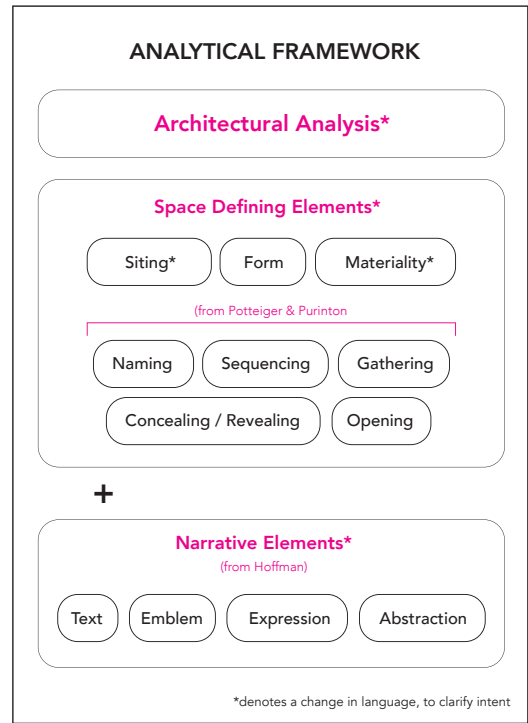 ANALYTICAL FRAMEWORK
Architectural Analysis*
Space Defining Elements*
Siting* Form Materiality*
(from Potteiger & Purinton
Naming Sequencing Gathering
Concealing / Revealing Opening
+
Narrative Elements*
(from Hoffman)
Text Emblem Expression Abstraction
*denotes a change in language, to clarify intent